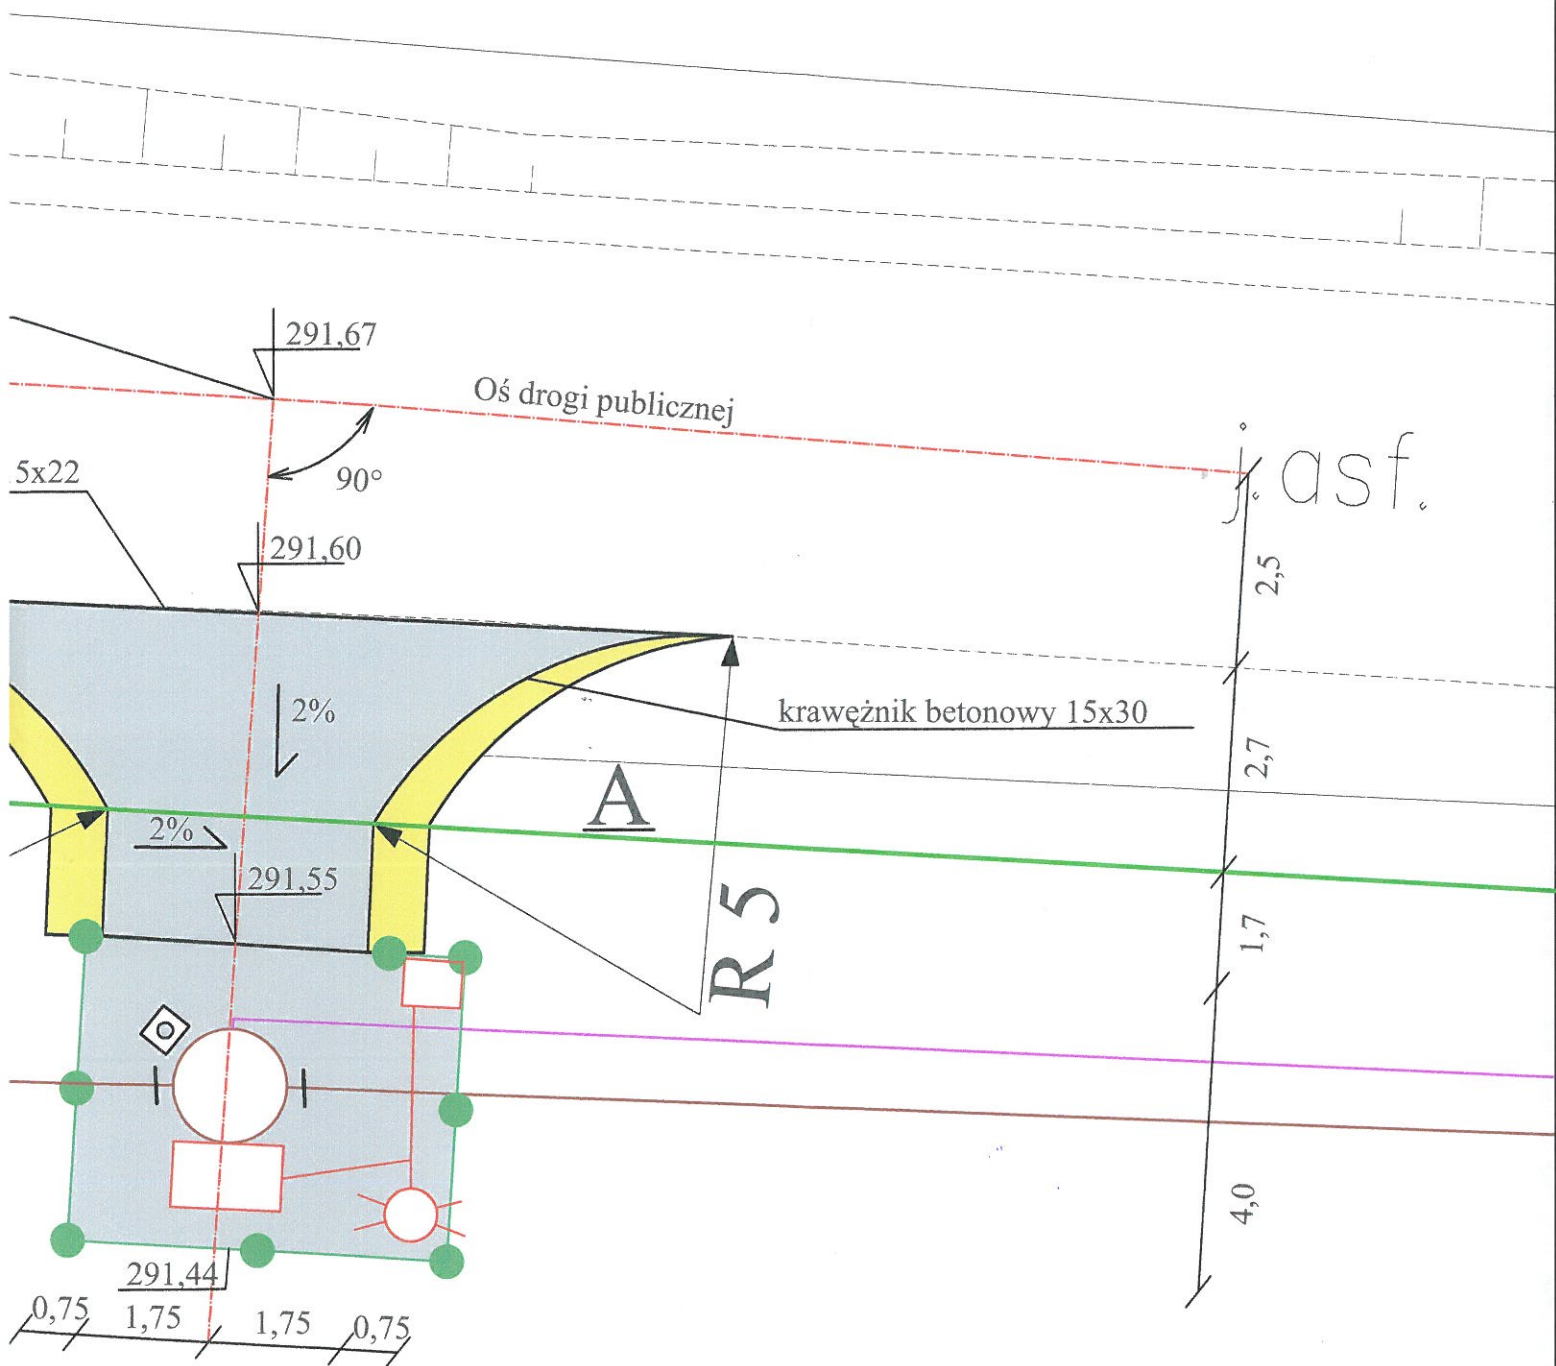 291,67
Oś drogi publicznej
j. asf.
5x22
90°
291,60
2,5
2%
krawężnik betonowy 15x30
2,7
A
2%
291,55
R 5
1,7
4,0
291,44
0,75 1,75 1,75 0,75